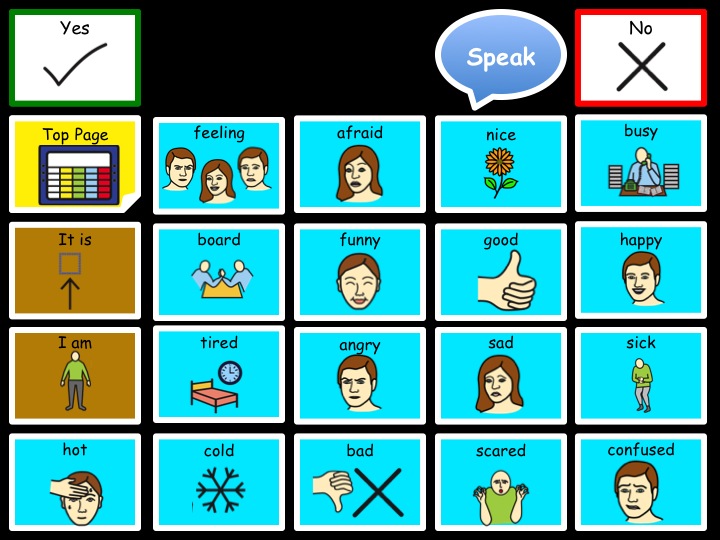 Yes
Speak
No
Top Page
feeling
afraid
nice
busy
It is
board
funny
good
happy
I am
tired
angry
sad
sick
hot
cold
bad
scared
confused